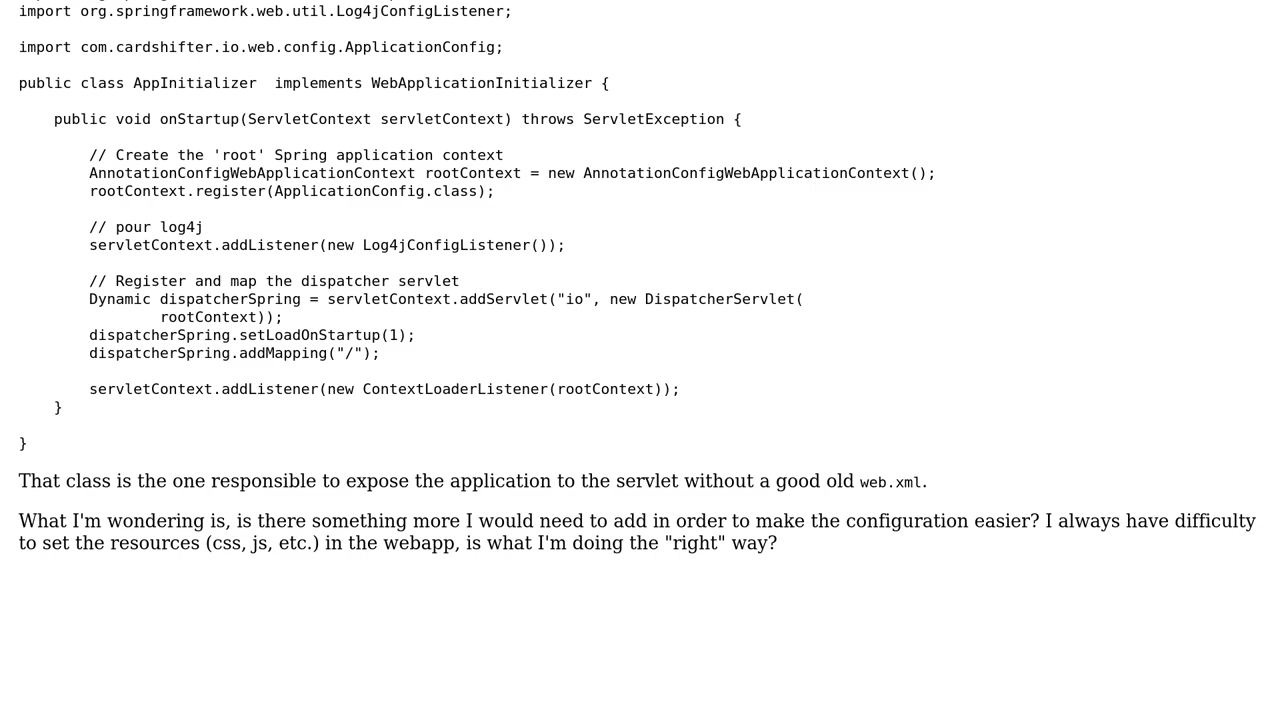 import org.springframework.web.util.Log4jConfigListener;

import com.cardshifter.io.web.config.ApplicationConfig;

public class AppInitializer  implements WebApplicationInitializer {

    public void onStartup(ServletContext servletContext) throws ServletException {

        // Create the 'root' Spring application context
        AnnotationConfigWebApplicationContext rootContext = new AnnotationConfigWebApplicationContext();
        rootContext.register(ApplicationConfig.class);

        // pour log4j
        servletContext.addListener(new Log4jConfigListener());

        // Register and map the dispatcher servlet
        Dynamic dispatcherSpring = servletContext.addServlet("io", new DispatcherServlet(
                rootContext));
        dispatcherSpring.setLoadOnStartup(1);
        dispatcherSpring.addMapping("/");

        servletContext.addListener(new ContextLoaderListener(rootContext));
    }

}
That class is the one responsible to expose the application to the servlet without a good old web.xml.
What I'm wondering is, is there something more I would need to add in order to make the configuration easier? I always have difficulty
to set the resources (css, js, etc.) in the webapp, is what I'm doing the "right" way?